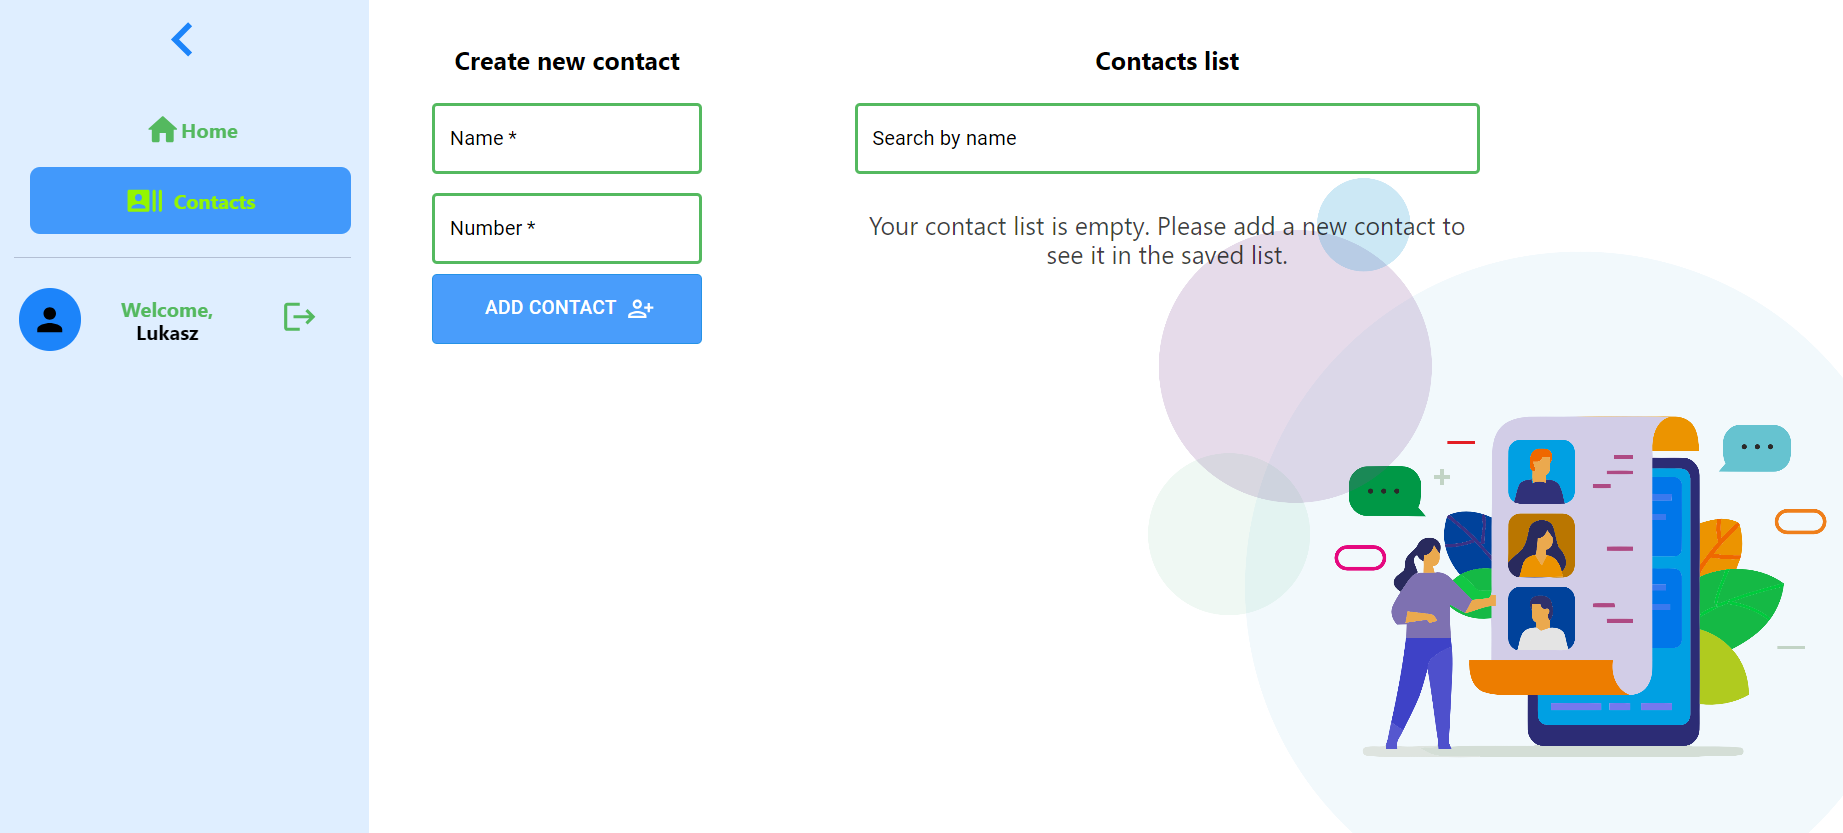 Home
Contacts
Welcome,
Lukasz
Create new contact
Name *
Number *
ADD CONTACT
Contacts list
Search by name
Your contact list is empty. Please add a new contact to
see it in the saved list.